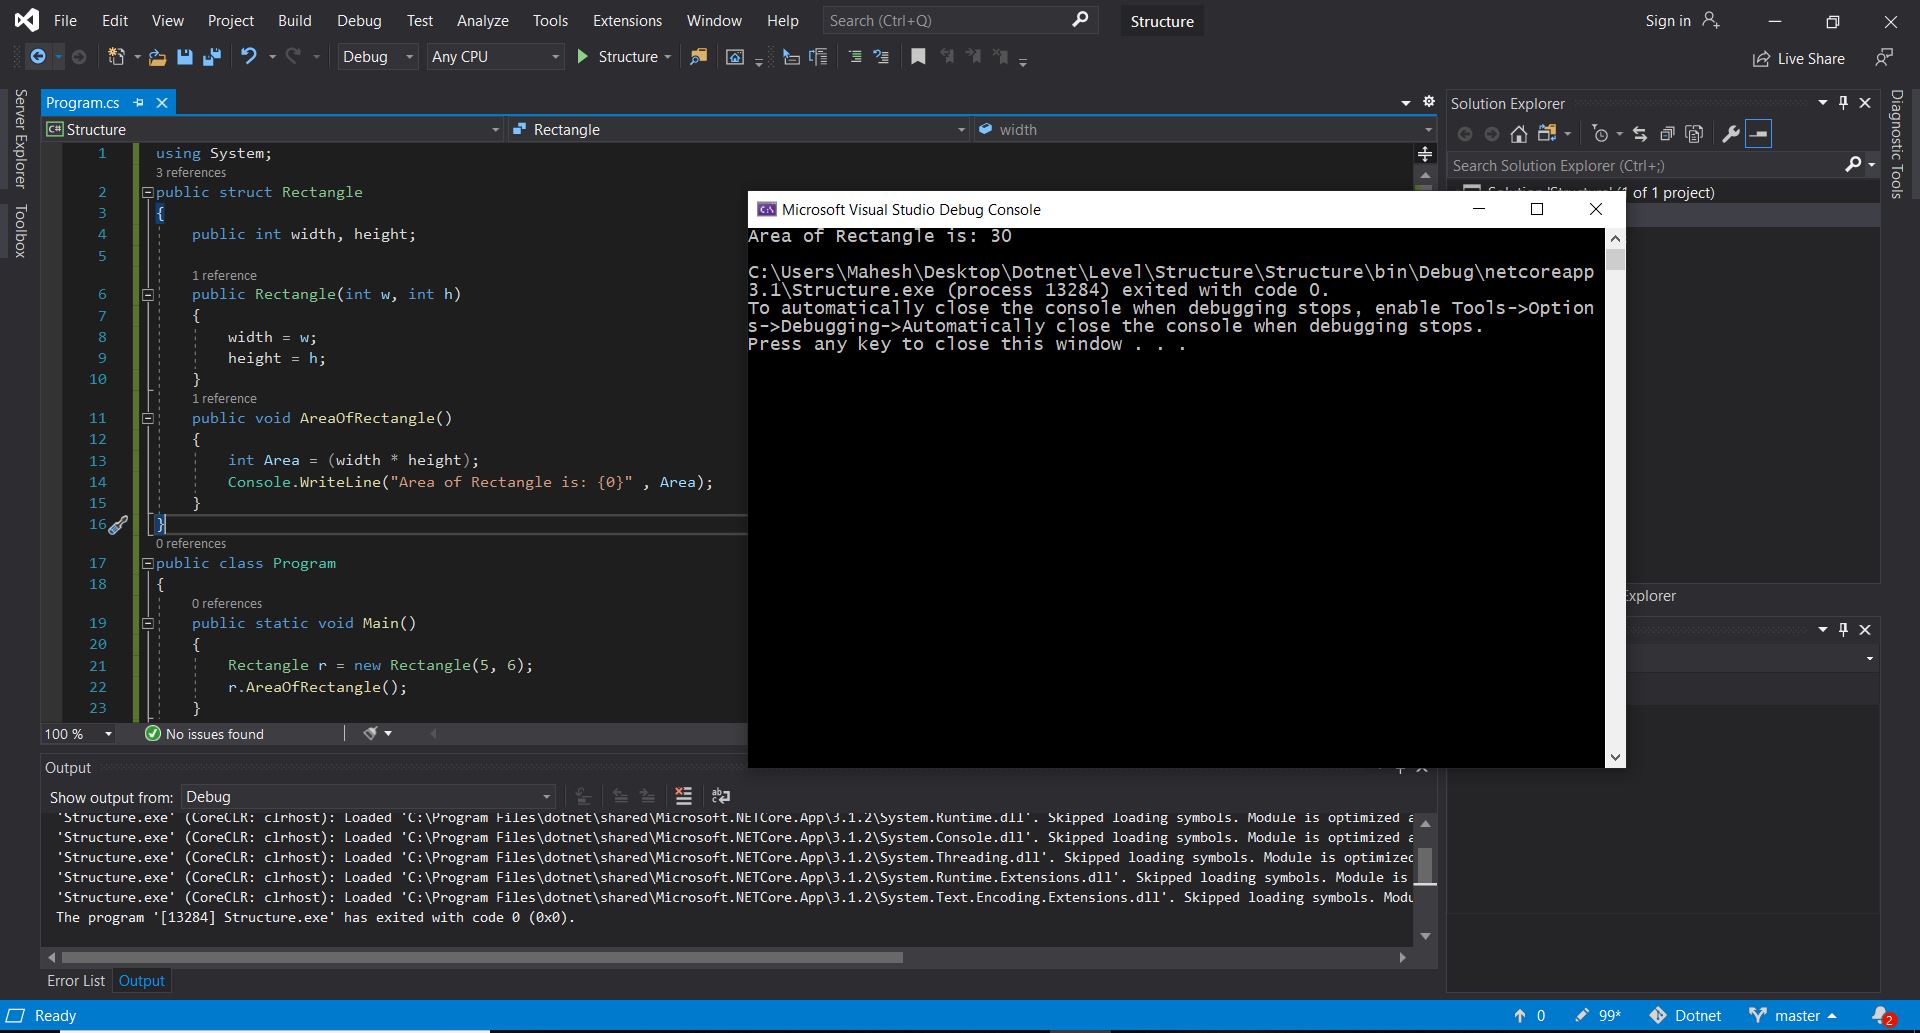 File Edit View Project Build Debug Test Analyze Tools Extensions Window Help Search (Ctrl+Q) Structure Sign in
Debug Any CPU Structure Live Share
Server Explorer
Toolbox
Program.cs
Structure Rectangle width
1 using System;
3 references
2 public struct Rectangle
3 {
4 public int width, height;
5
1 reference
6 public Rectangle(int w, int h)
7 {
8 width = w;
9 height = h;
10 }
1 reference
11 public void AreaOfRectangle()
12 {
13 int Area = (width * height);
14 Console.WriteLine("Area of Rectangle is: {0}" , Area);
15 }
16 }
0 references
17 public class Program
18 {
0 references
19 public static void Main()
20 {
21 Rectangle r = new Rectangle(5, 6);
22 r.AreaOfRectangle();
23 }
100 % No issues found
Microsoft Visual Studio Debug Console
Area of Rectangle is: 30
C:\Users\Mahesh\Desktop\Dotnet\Level\Structure\Structure\bin\Debug\netcoreapp
3.1\Structure.exe (process 13284) exited with code 0.
To automatically close the console when debugging stops, enable Tools->Option
s->Debugging->Automatically close the console when debugging stops.
Press any key to close this window . . .
Solution Explorer
Search Solution Explorer (Ctrl+;)
of 1 project)
Explorer
Diagnostic Tools
Output
Show output from: Debug
'Structure.exe' (CoreCLR: clrhost): Loaded 'C:\Program Files\dotnet\shared\Microsoft.NETCore.App\3.1.2\System.Runtime.dll'. Skipped loading symbols. Module is optimized a
'Structure.exe' (CoreCLR: clrhost): Loaded 'C:\Program Files\dotnet\shared\Microsoft.NETCore.App\3.1.2\System.Console.dll'. Skipped loading symbols. Module is optimized a
'Structure.exe' (CoreCLR: clrhost): Loaded 'C:\Program Files\dotnet\shared\Microsoft.NETCore.App\3.1.2\System.Threading.dll'. Skipped loading symbols. Module is optimized
'Structure.exe' (CoreCLR: clrhost): Loaded 'C:\Program Files\dotnet\shared\Microsoft.NETCore.App\3.1.2\System.Runtime.Extensions.dll'. Skipped loading symbols. Module is
'Structure.exe' (CoreCLR: clrhost): Loaded 'C:\Program Files\dotnet\shared\Microsoft.NETCore.App\3.1.2\System.Text.Encoding.Extensions.dll'. Skipped loading symbols. Modu
The program '[13284] Structure.exe' has exited with code 0 (0x0).
Error List Output
Ready 0 99* Dotnet master 2